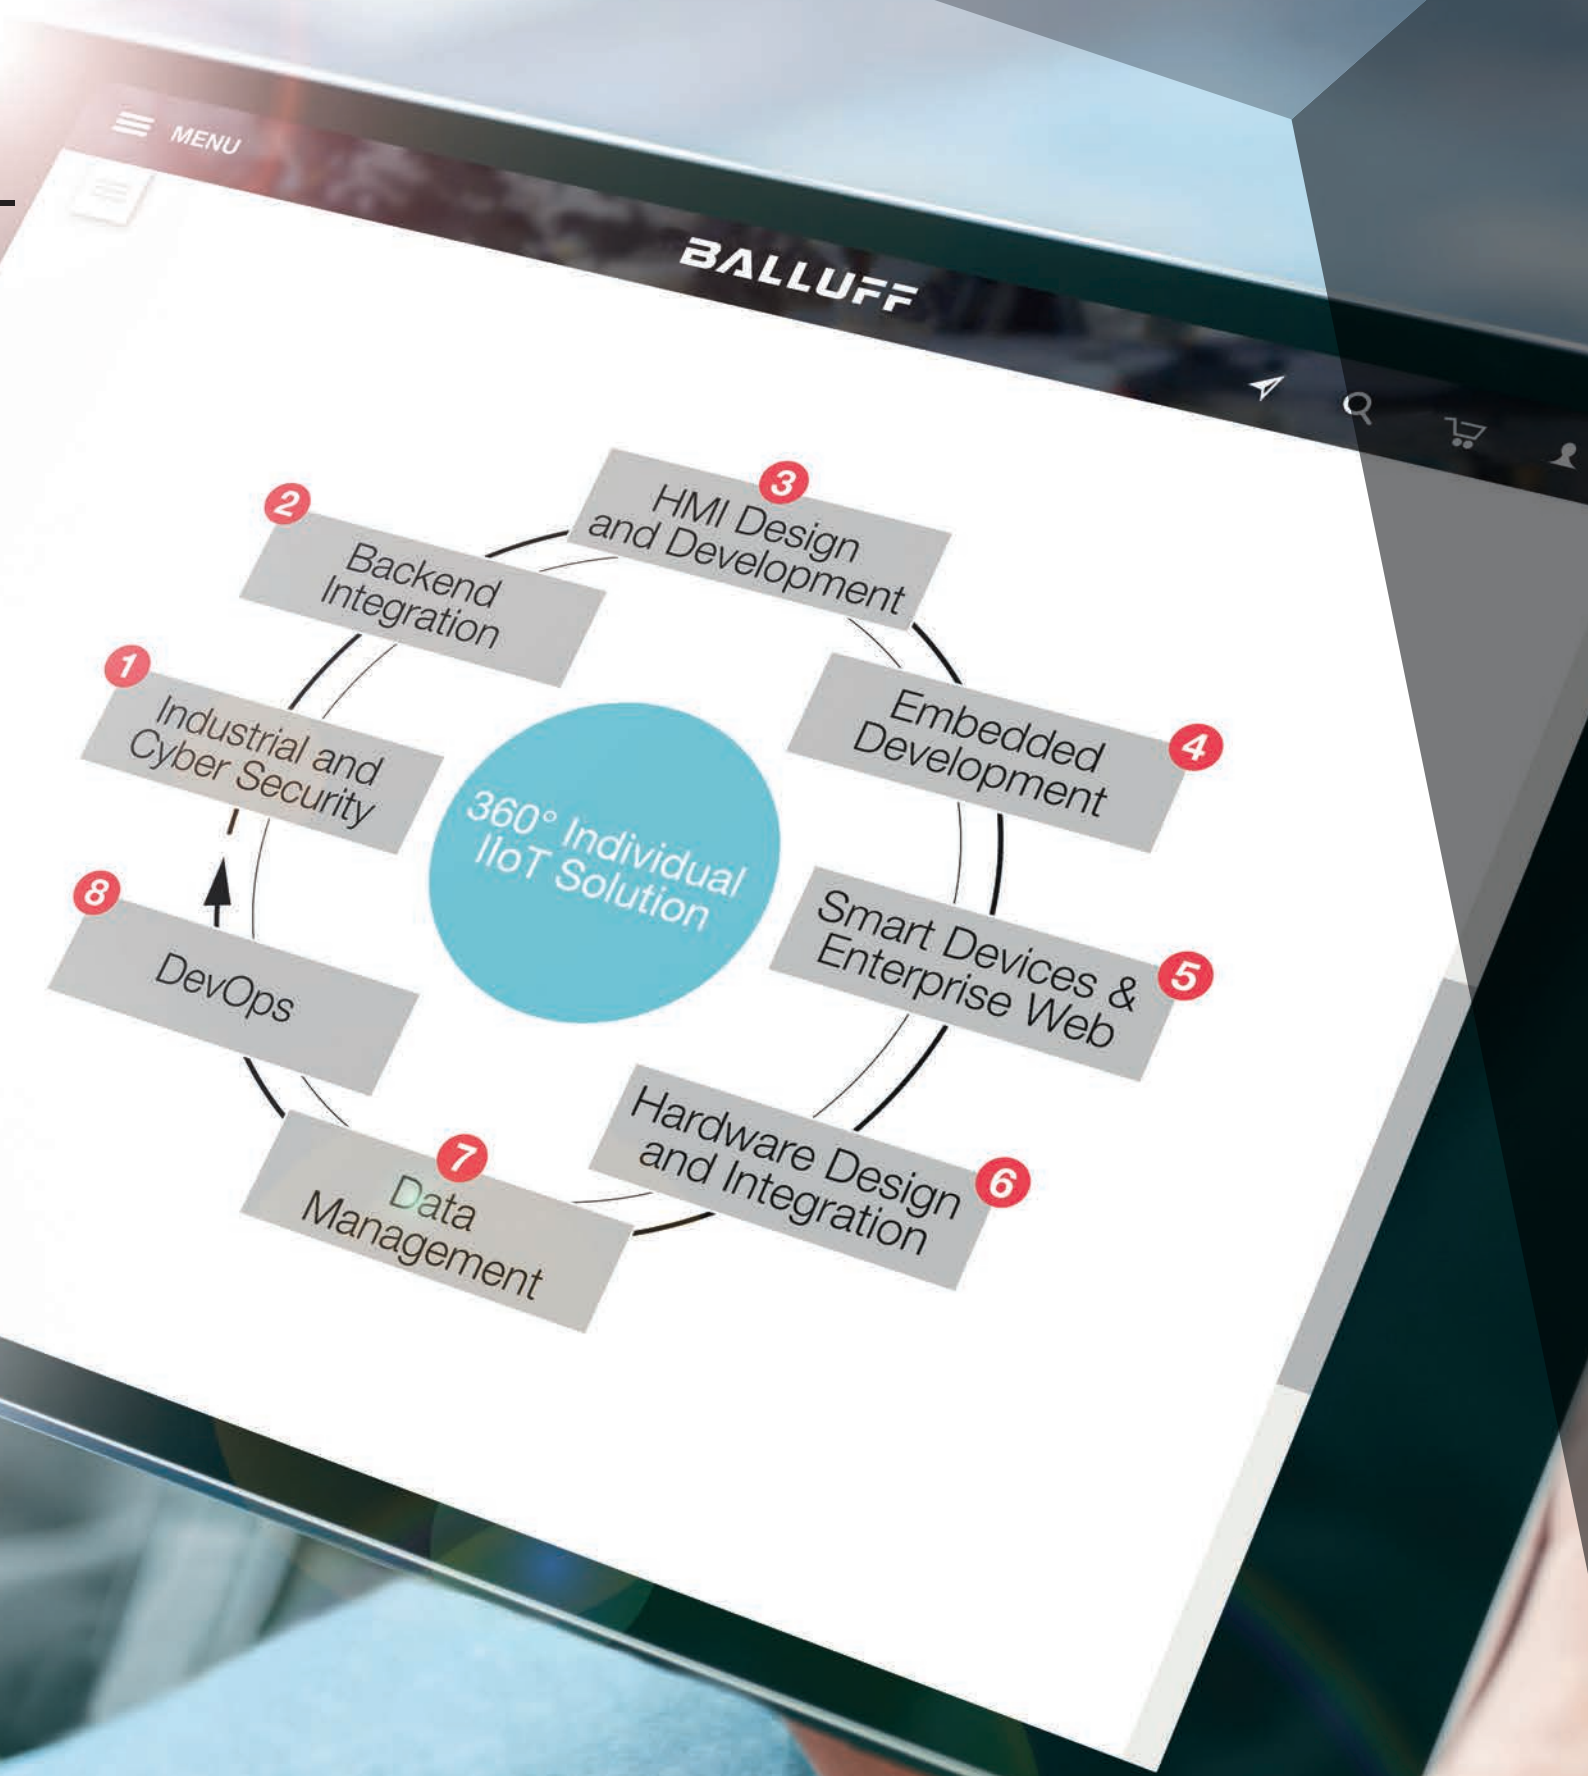 MENU
BALLUFF
1
Industrial and
Cyber Security
2
Backend
Integration
3
HMI Design
and Development
4
Embedded
Development
5
Smart Devices &
Enterprise Web
6
Hardware Design
and Integration
7
Data
Management
8
DevOps
360° Individual
IIoT Solution